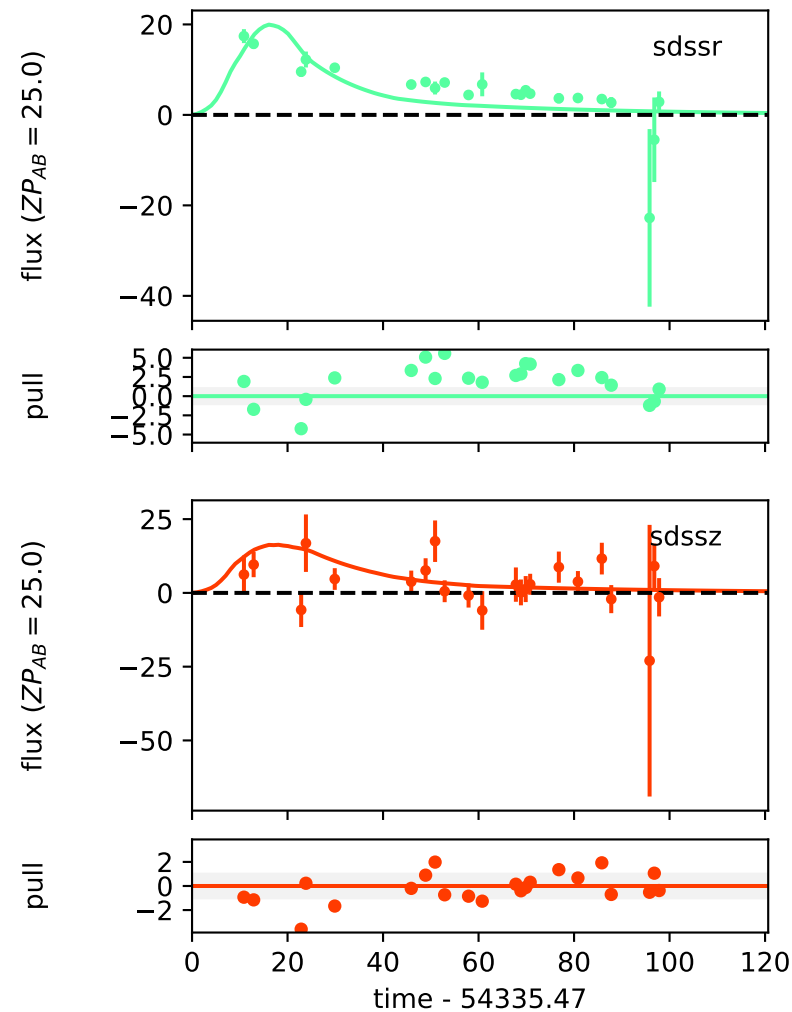 20
0
−20
−40
flux (ZP_AB = 25.0)
sdssr
5.0
2.5
0.0
−2.5
−5.0
pull
25
0
−25
−50
flux (ZP_AB = 25.0)
sdssz
2
0
−2
pull
0 20 40 60 80 100 120
time - 54335.47